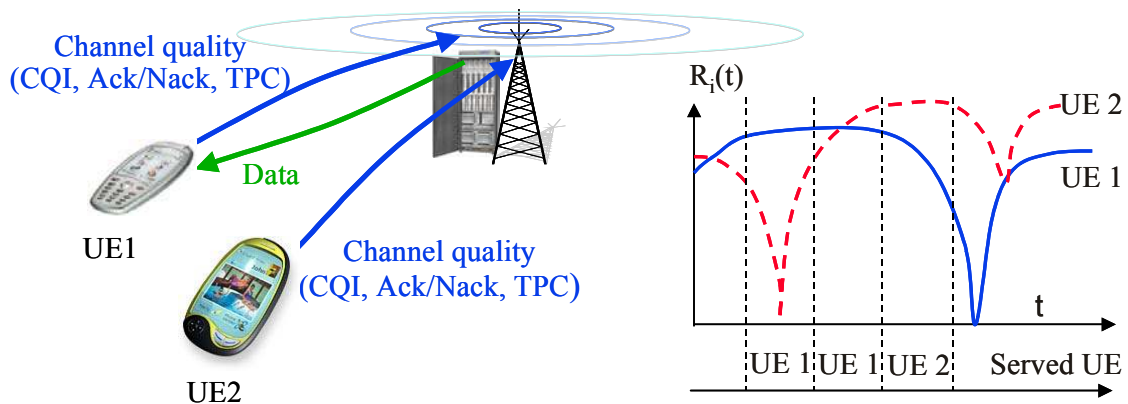 Channel quality
(CQI, Ack/Nack, TPC)
Data
UE1
Channel quality
(CQI, Ack/Nack, TPC)
UE2
R_i(t)
UE 2
UE 1
t
UE 1 UE 1 UE 2 Served UE